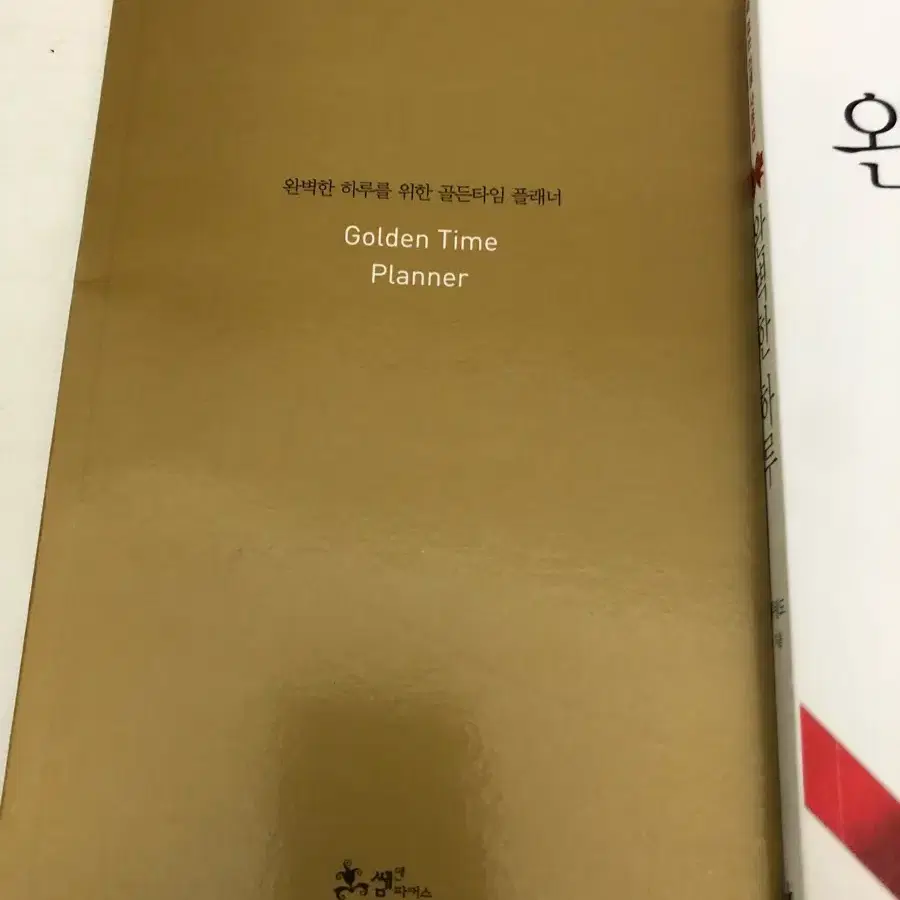 완벽한 하루를 위한 골든타임 플래너
Golden Time
Planner
쌤앤
파커스
완벽한 하루